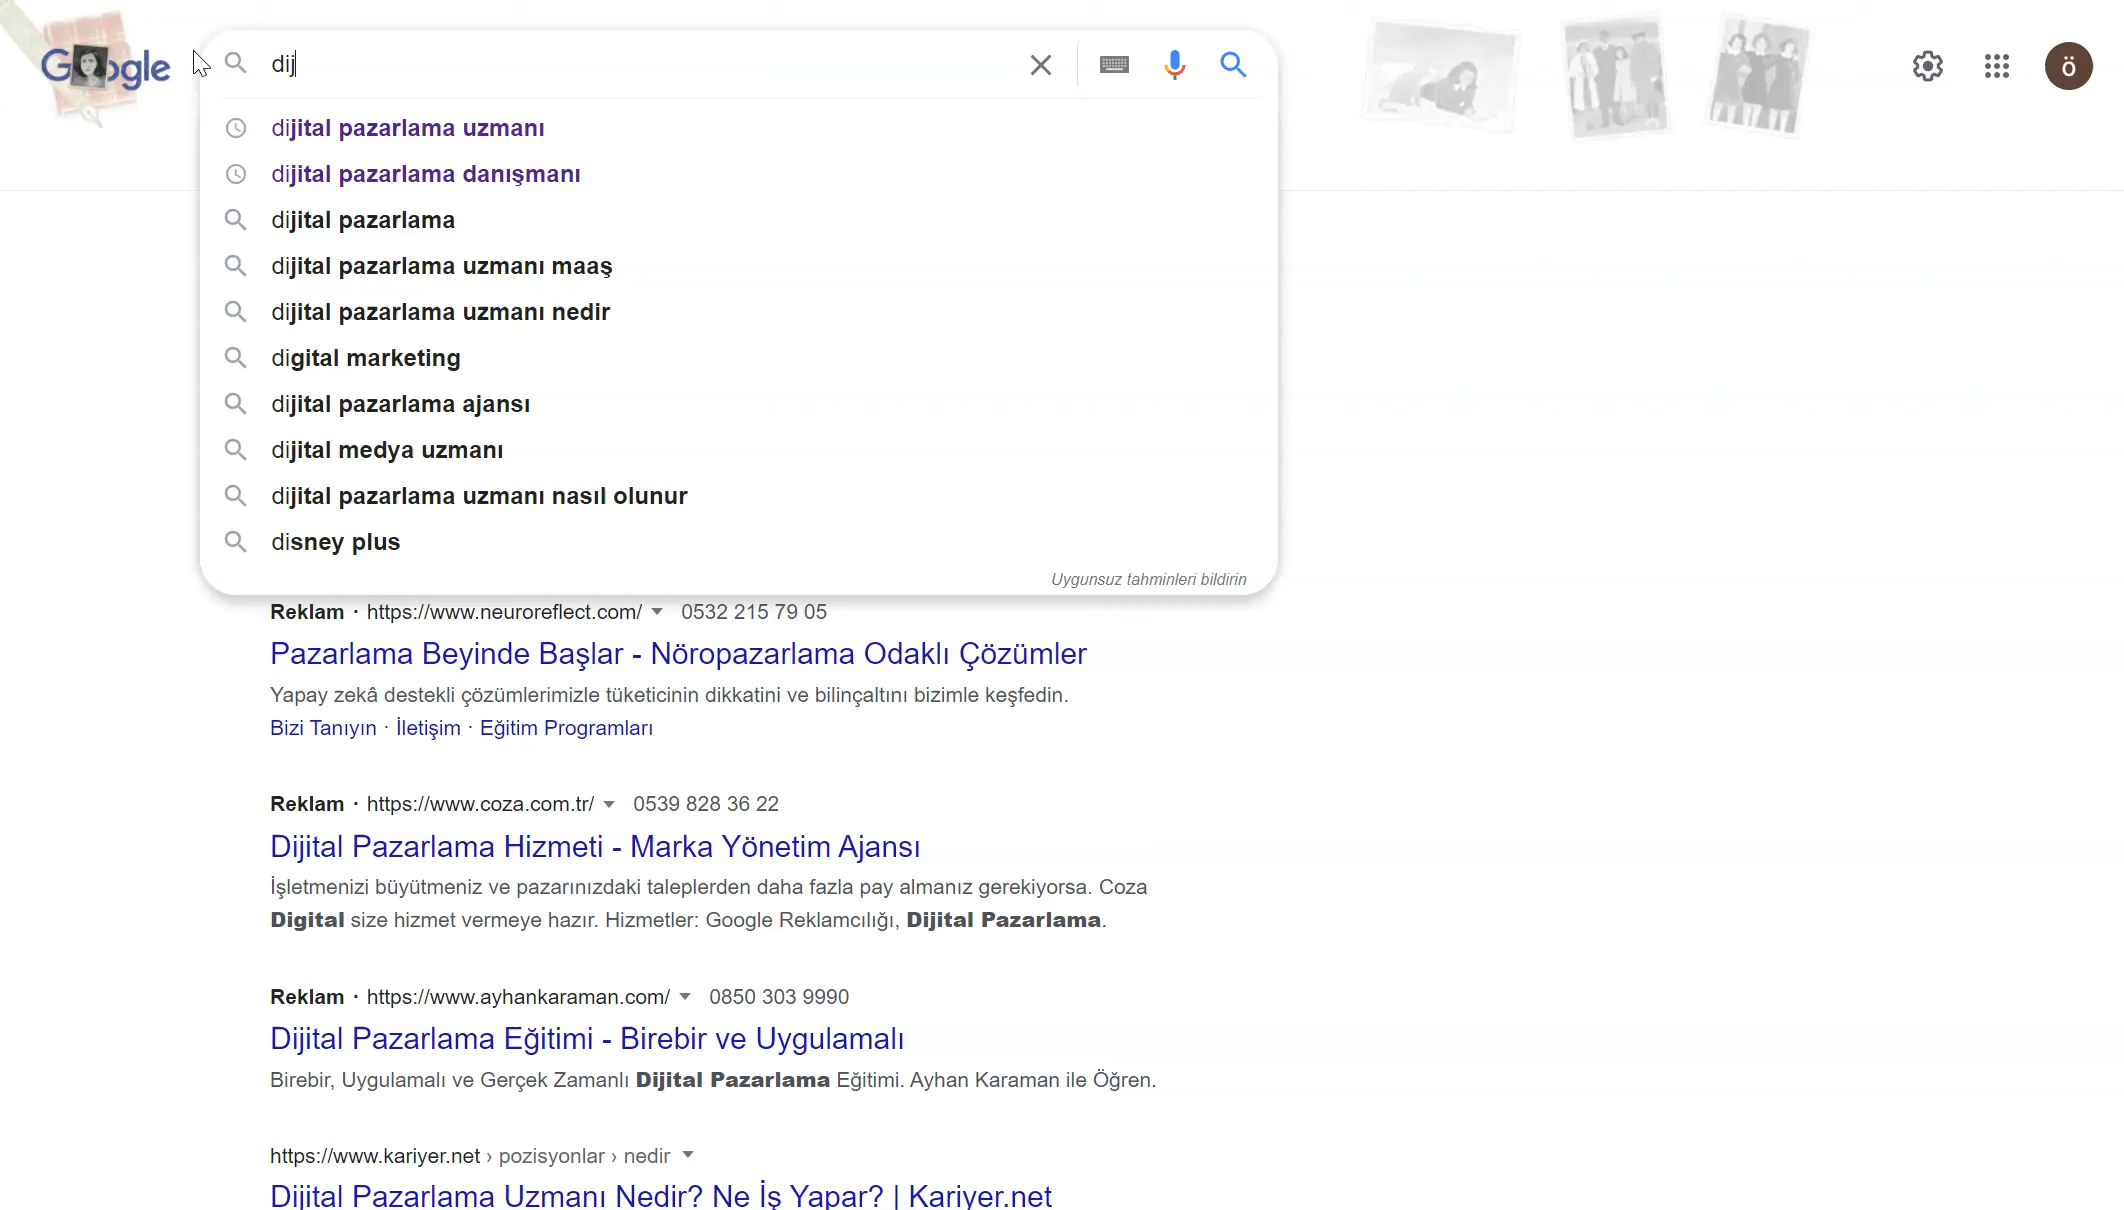 Google
dij
dijital pazarlama uzmanı
dijital pazarlama danışmanı
dijital pazarlama
dijital pazarlama uzmanı maaş
dijital pazarlama uzmanı nedir
digital marketing
dijital pazarlama ajansı
dijital medya uzmanı
dijital pazarlama uzmanı nasıl olunur
disney plus
Uygunsuz tahminleri bildirin
ö
Reklam · https://www.neuroreflect.com/ 0532 215 79 05
Pazarlama Beyinde Başlar - Nöropazarlama Odaklı Çözümler
Yapay zekâ destekli çözümlerimizle tüketicinin dikkatini ve bilinçaltını bizimle keşfedin.
Bizi Tanıyın · İletişim · Eğitim Programları
Reklam · https://www.coza.com.tr/ 0539 828 36 22
Dijital Pazarlama Hizmeti - Marka Yönetim Ajansı
İşletmenizi büyütmeniz ve pazarınızdaki taleplerden daha fazla pay almanız gerekiyorsa. Coza
Digital size hizmet vermeye hazır. Hizmetler: Google Reklamcılığı, Dijital Pazarlama.
Reklam · https://www.ayhankaraman.com/ 0850 303 9990
Dijital Pazarlama Eğitimi - Birebir ve Uygulamalı
Birebir, Uygulamalı ve Gerçek Zamanlı Dijital Pazarlama Eğitimi. Ayhan Karaman ile Öğren.
https://www.kariyer.net › pozisyonlar › nedir
Dijital Pazarlama Uzmanı Nedir? Ne İş Yapar? | Kariyer.net